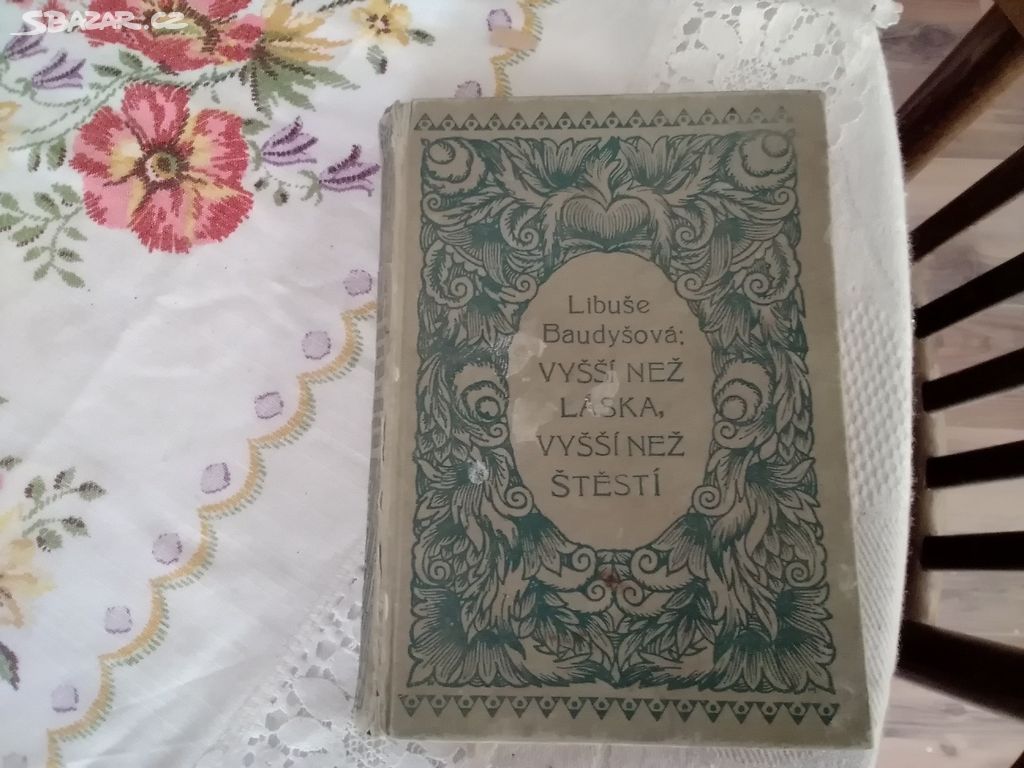 SBAZAR.CZ
Libuše
Baudyšová;
VYŠŠÍ NEŽ
LÁSKA,
VYŠŠÍ NEŽ
ŠTĚSTÍ